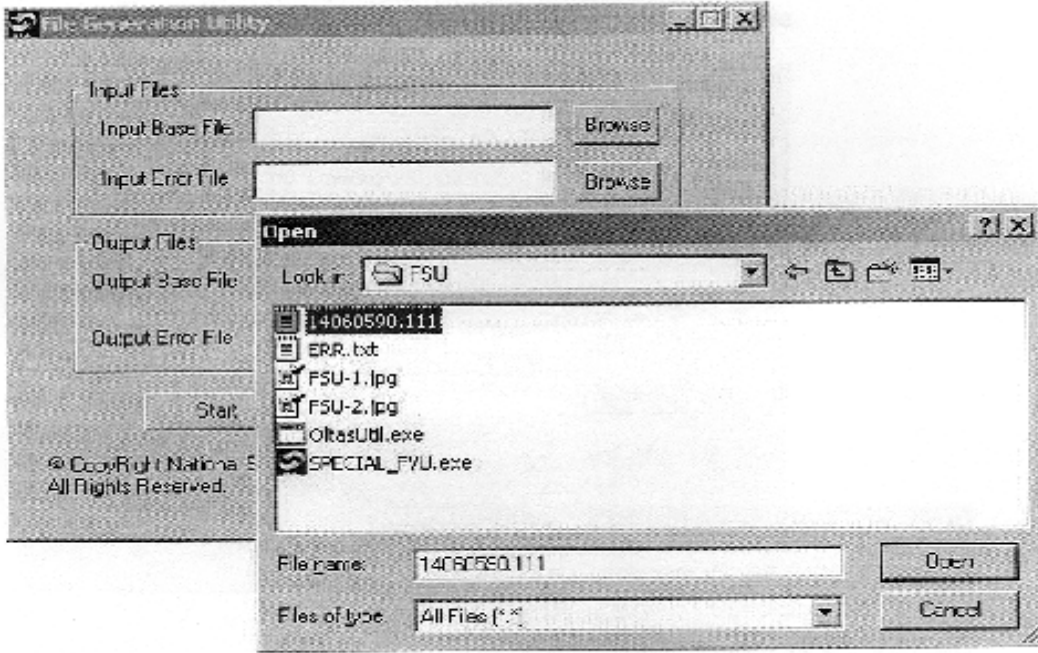 File Generation Utility
Input Files
Input Base File
Browse
Input Error File
Browse
Output Files
Output Base File
Output Error File
Start
© CopyRight National S
All Rights Reserved.
Open
Look in:
FSU
14060590.111
ERR.txt
FSU-1.jpg
FSU-2.jpg
OltasUtil.exe
SPECIAL_FVU.exe
File name:
14060590.111
Open
Files of type
All Files (*.*)
Cancel